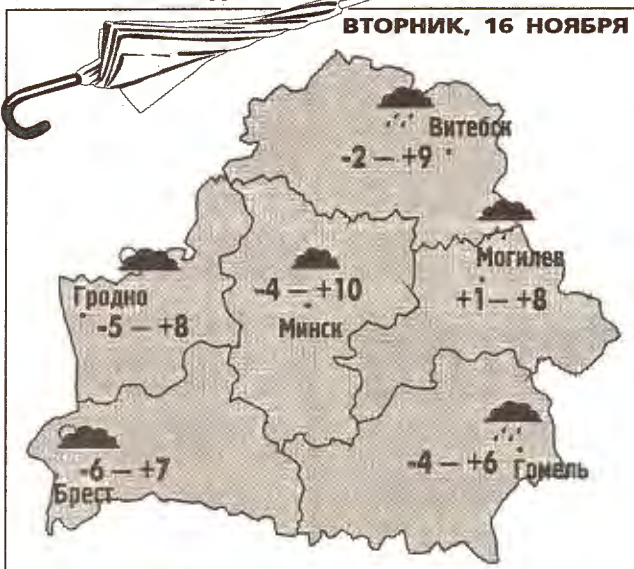 ВТОРНИК, 16 НОЯБРЯ
Витебск
-2 — +9
Могилев
+1 — +8
Гродно
-5 — +8
-4 — +10
Минск
-6 — +7
Брест
-4 — +6 Гомель